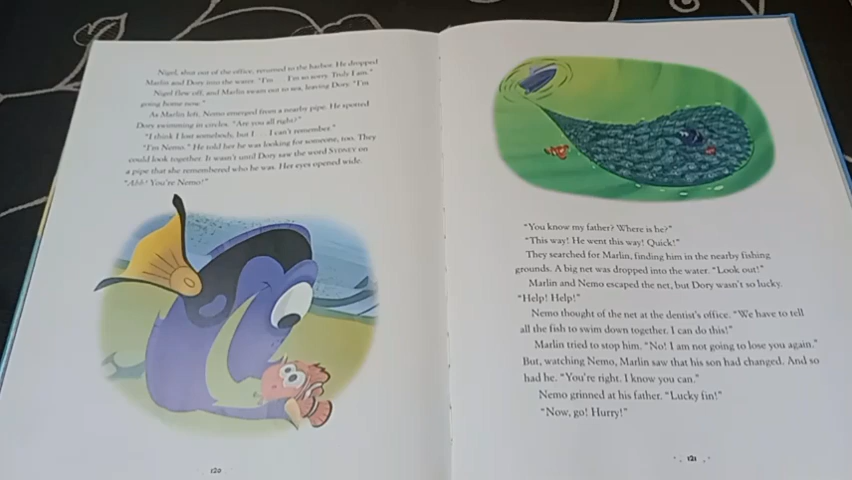 Nigel, shut out of the office, returned to the harbor. He dropped
Marlin and Dory into the water. "I'm . . . I'm so sorry. Truly I am."
Nigel flew off, and Marlin swam out to sea, leaving Dory. "I'm
going home now."
As Marlin left, Nemo emerged from a nearby pipe. He spotted
Dory swimming in circles. "Are you all right?"
"I think I lost somebody, but I . . . I can't remember."
"I'm Nemo." He told her he was looking for someone, too. They
could look together. It wasn't until Dory saw the word SYDNEY on
a pipe that she remembered who he was. Her eyes opened wide.
"Ahh! You're Nemo!"
120
"You know my father? Where is he?"
"This way! He went this way! Quick!"
They searched for Marlin, finding him in the nearby fishing
grounds. A big net was dropped into the water. "Look out!"
Marlin and Nemo escaped the net, but Dory wasn't so lucky.
"Help! Help!"
Nemo thought of the net at the dentist's office. "We have to tell
all the fish to swim down together. I can do this!"
Marlin tried to stop him. "No! I am not going to lose you again."
But, watching Nemo, Marlin saw that his son had changed. And so
had he. "You're right. I know you can."
Nemo grinned at his father. "Lucky fin!"
"Now, go! Hurry!"
121